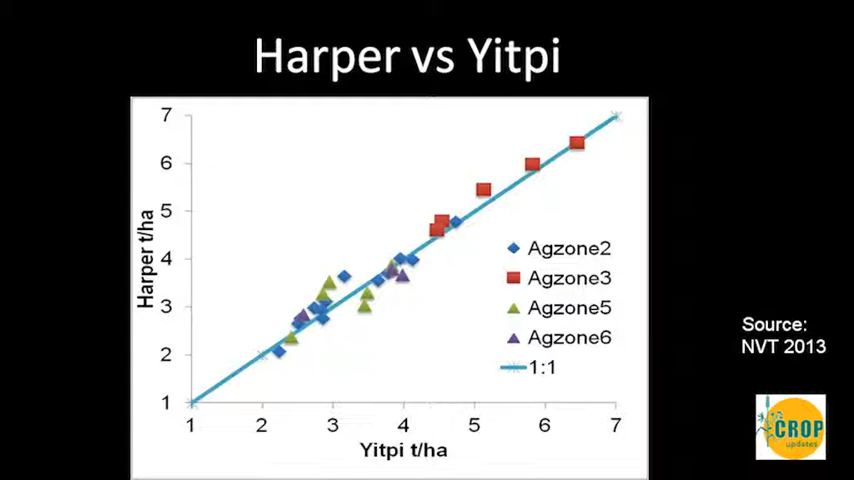 Harper vs Yitpi
7
6
5
4
3
2
1
Harper t/ha
1 2 3 4 5 6 7
Yitpi t/ha
Agzone2
Agzone3
Agzone5
Agzone6
1:1
Source:
NVT 2013
CROP
updates